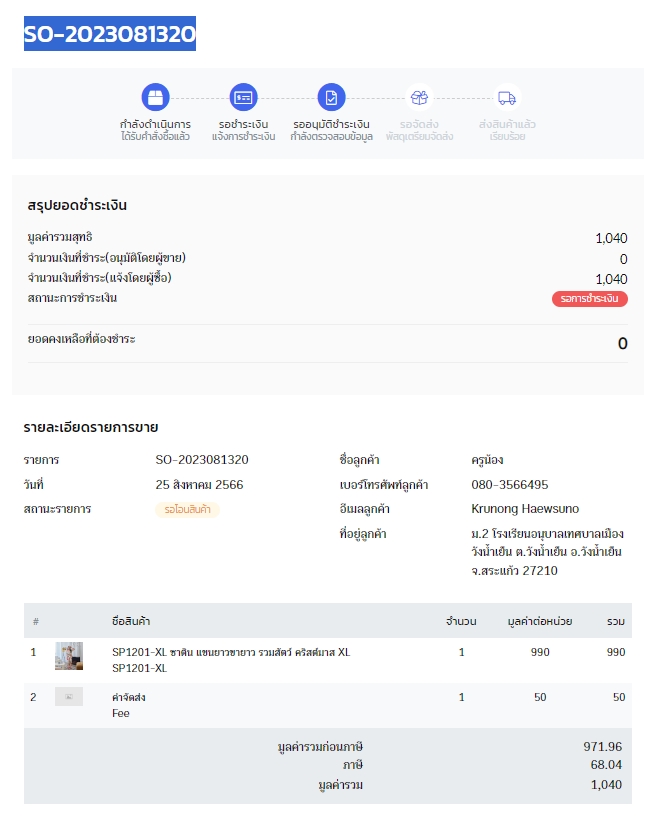 SO-2023081320
กำลังดำเนินการ
ได้รับคำสั่งซื้อแล้ว
รอชำระเงิน
แจ้งการชำระเงิน
รออนุมัติชำระเงิน
กำลังตรวจสอบข้อมูล
รอจัดส่ง
พัสดุเตรียมจัดส่ง
ส่งสินค้าแล้ว
เรียบร้อย
สรุปยอดชำระเงิน
มูลค่ารวมสุทธิ 1,040
จำนวนเงินที่ชำระ(อนุมัติโดยผู้ขาย) 0
จำนวนเงินที่ชำระ(แจ้งโดยผู้ซื้อ) 1,040
สถานะการชำระเงิน รอการชำระเงิน
ยอดคงเหลือที่ต้องชำระ 0
รายละเอียดรายการขาย
รายการ SO-2023081320
วันที่ 25 สิงหาคม 2566
สถานะรายการ รอโอนสินค้า
ชื่อลูกค้า ครูน้อง
เบอร์โทรศัพท์ลูกค้า 080-3566495
อีเมลลูกค้า Krunong Haewsuno
ที่อยู่ลูกค้า ม.2 โรงเรียนอนุบาลเทศบาลเมือง
วังน้ำเย็น ต.วังน้ำเย็น อ.วังน้ำเย็น
จ.สระแก้ว 27210
# ชื่อสินค้า จำนวน มูลค่าต่อหน่วย รวม
1 SP1201-XL ซาติน แขนยาวขายาว รวมสัตว์ คริสต์มาส XL 1 990 990
SP1201-XL
2 ค่าจัดส่ง 1 50 50
Fee
มูลค่ารวมก่อนภาษี 971.96
ภาษี 68.04
มูลค่ารวม 1,040